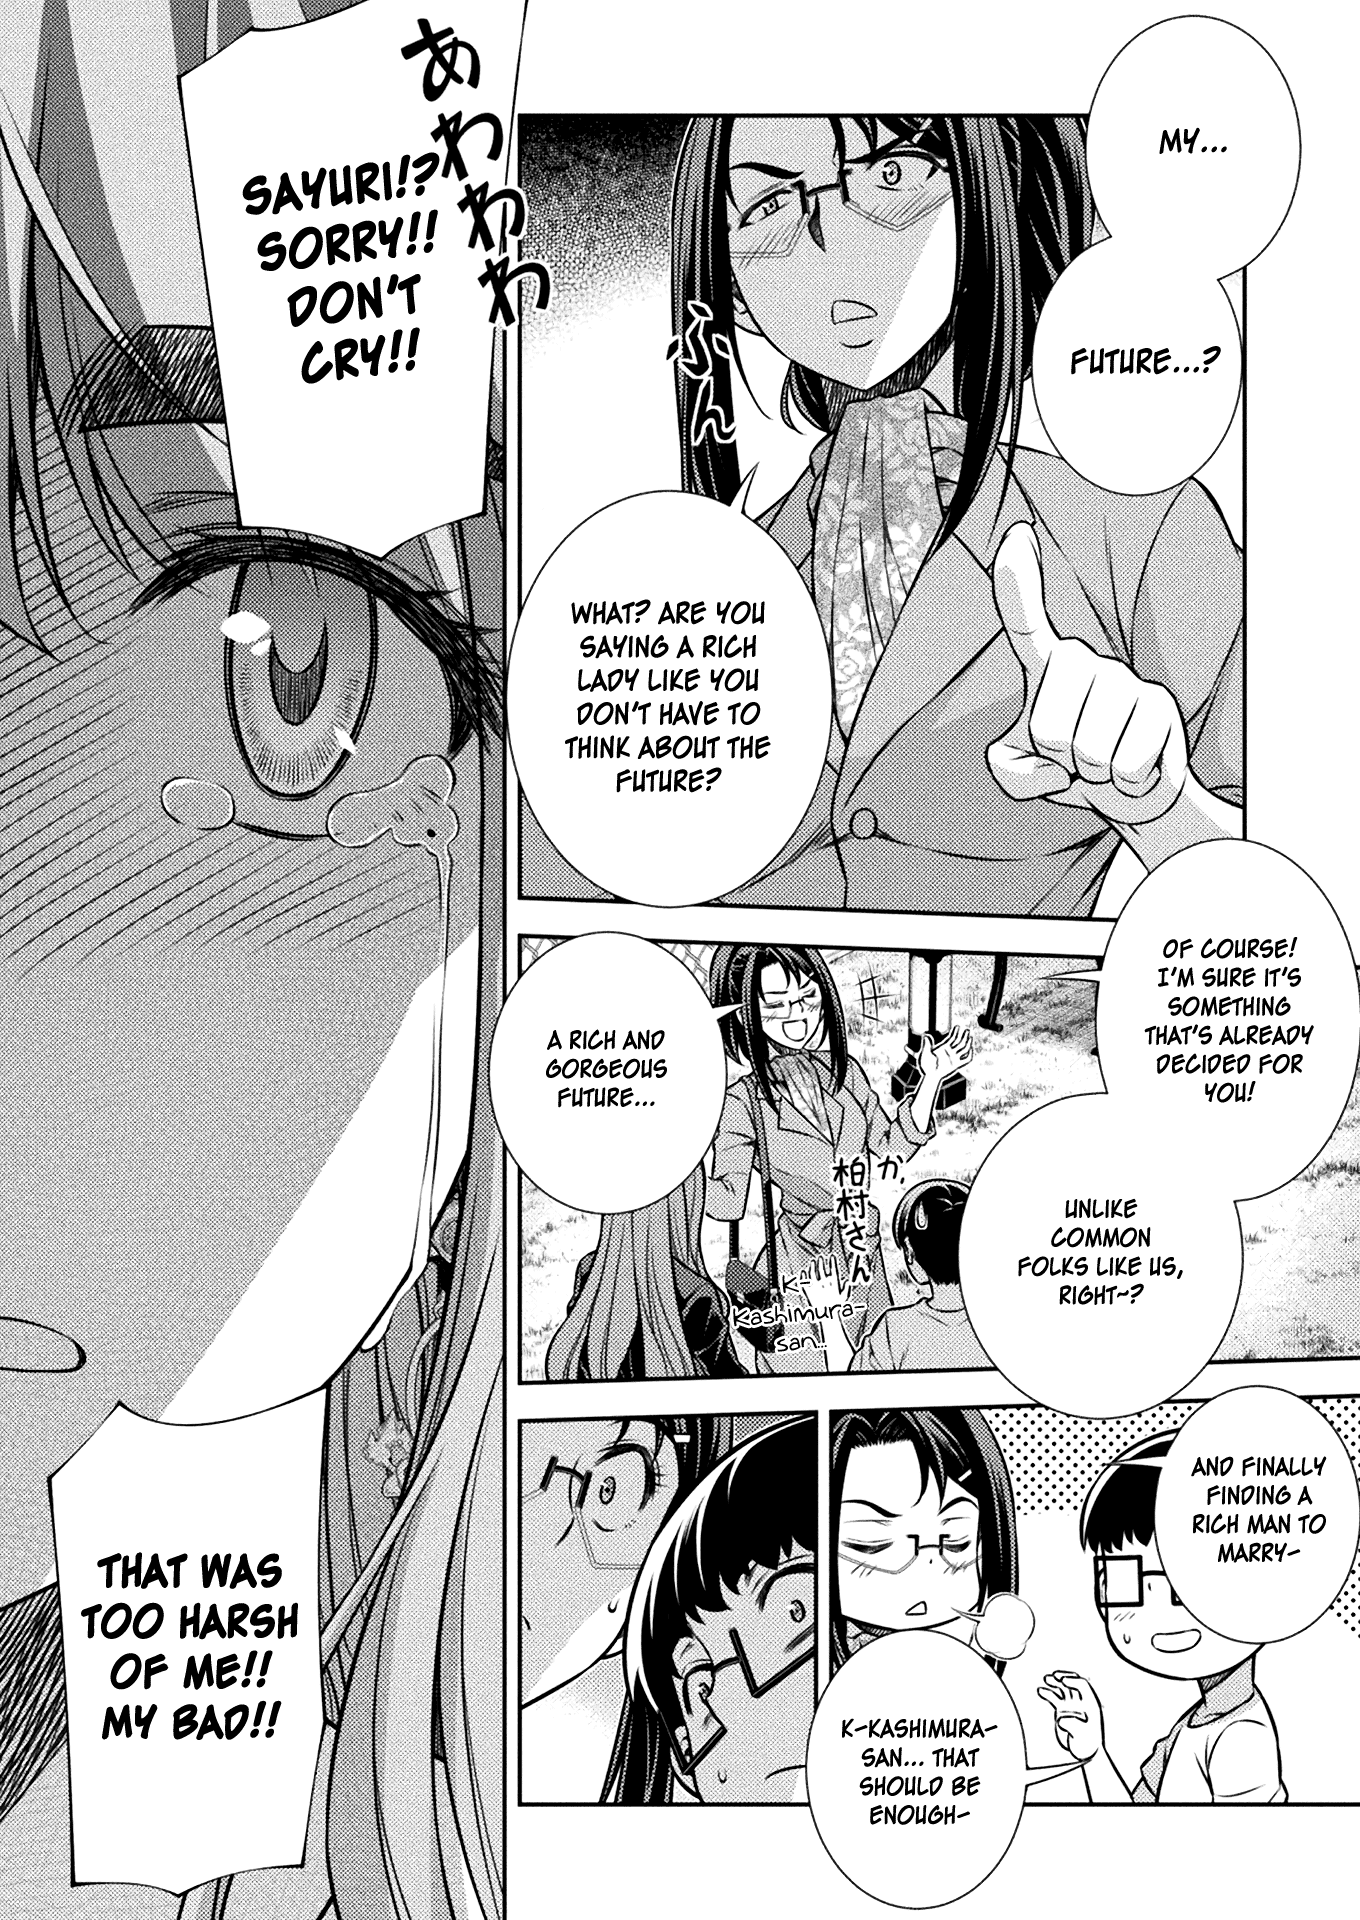 MY...
FUTURE...?
ぷん
WHAT? ARE YOU
SAYING A RICH
LADY LIKE YOU
DON'T HAVE TO
THINK ABOUT THE
FUTURE?
OF COURSE!
I'M SURE IT'S
SOMETHING
THAT'S ALREADY
DECIDED FOR
YOU!
UNLIKE
COMMON
FOLKS LIKE US,
RIGHT~?
A RICH AND
GORGEOUS
FUTURE...
か、
柏村さん
K-
Kashimura-
san...
AND FINALLY
FINDING A
RICH MAN TO
MARRY-
K-KASHIMURA-
SAN... THAT
SHOULD BE
ENOUGH-
あわわわ
SAYURI!?
SORRY!!
DON'T
CRY!!
THAT WAS
TOO HARSH
OF ME!!
MY BAD!!